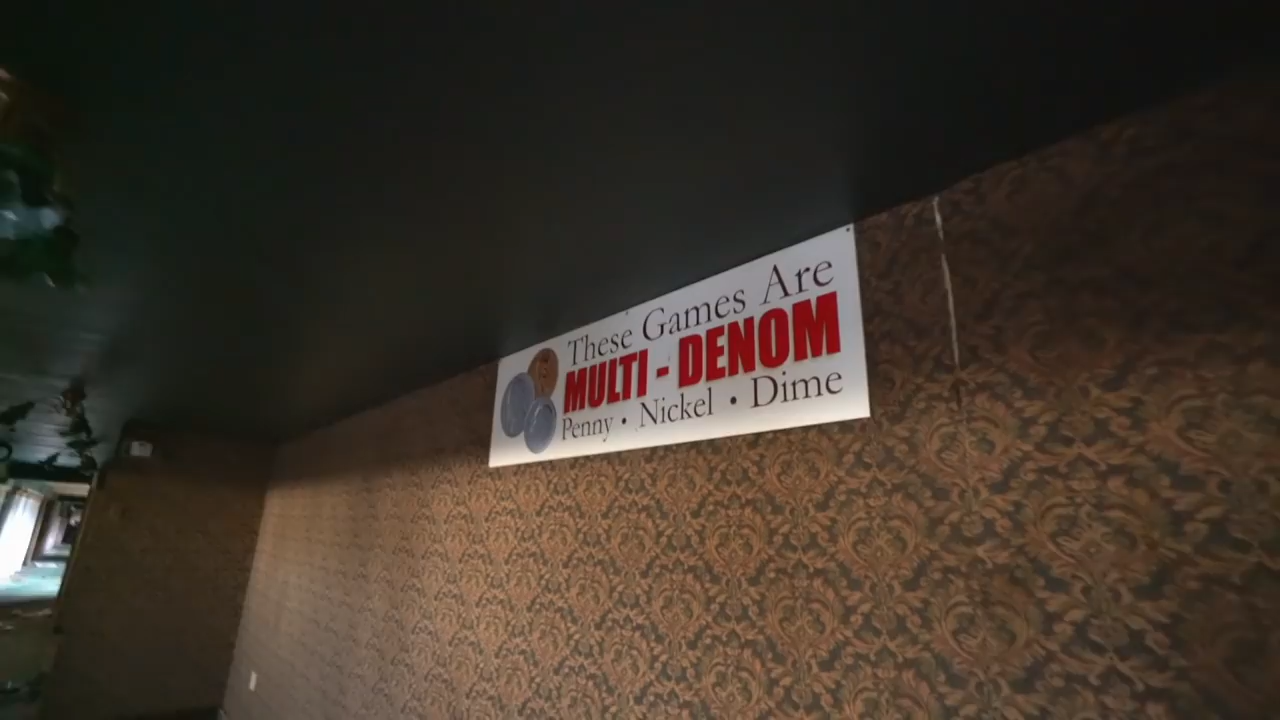 These Games Are
MULTI - DENOM
Penny • Nickel • Dime